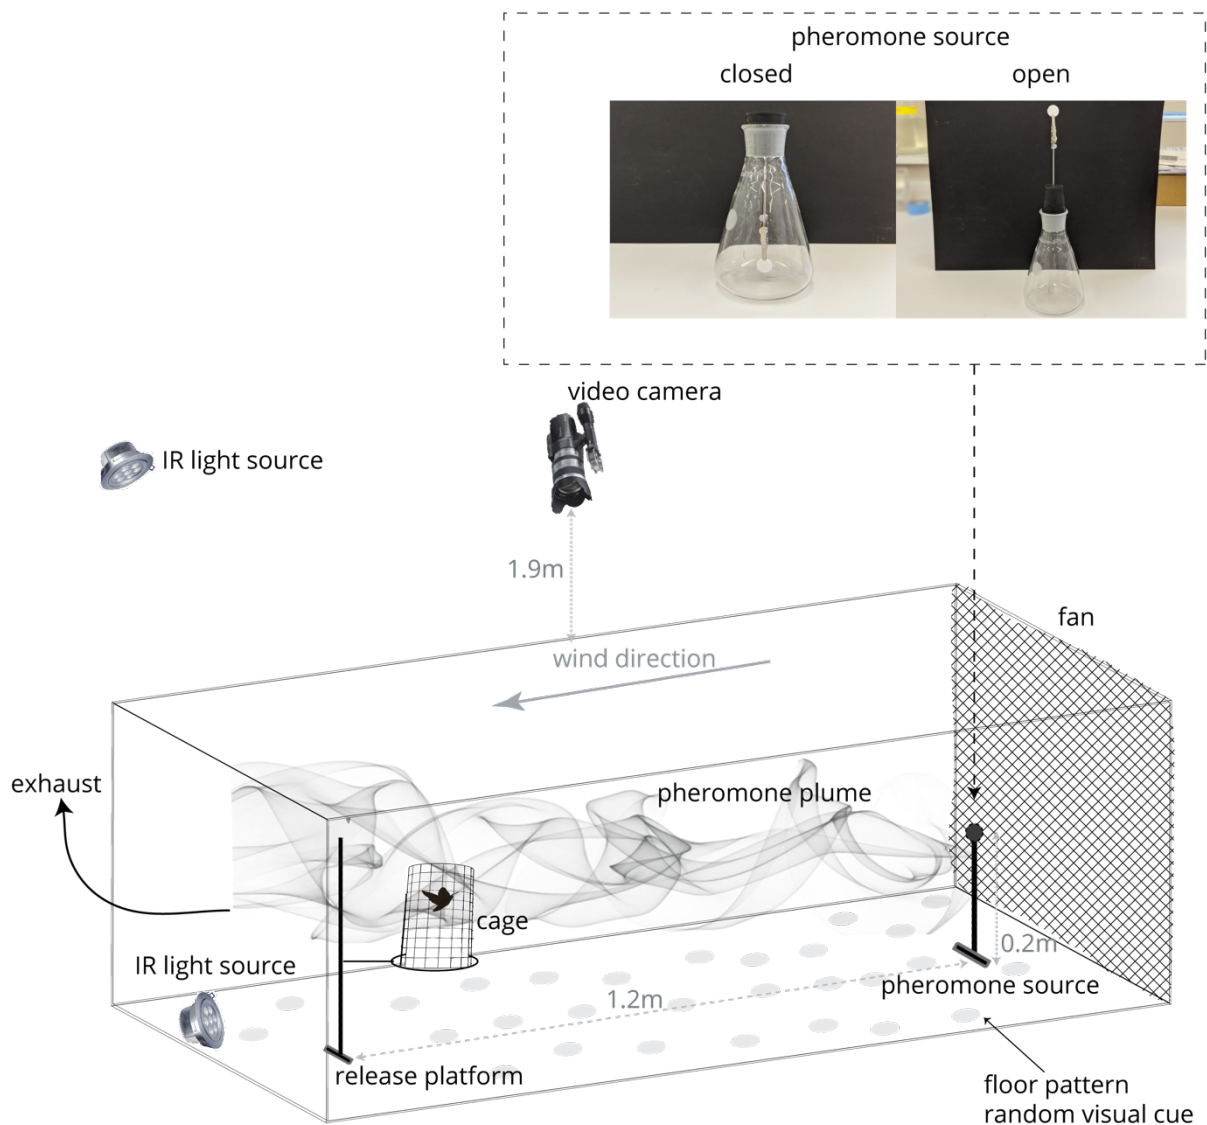 pheromone source
closed
open
video camera
IR light source
1.9m
fan
wind direction
exhaust
pheromone plume
cage
0.2m
IR light source
pheromone source
1.2m
release platform
floor pattern
random visual cue